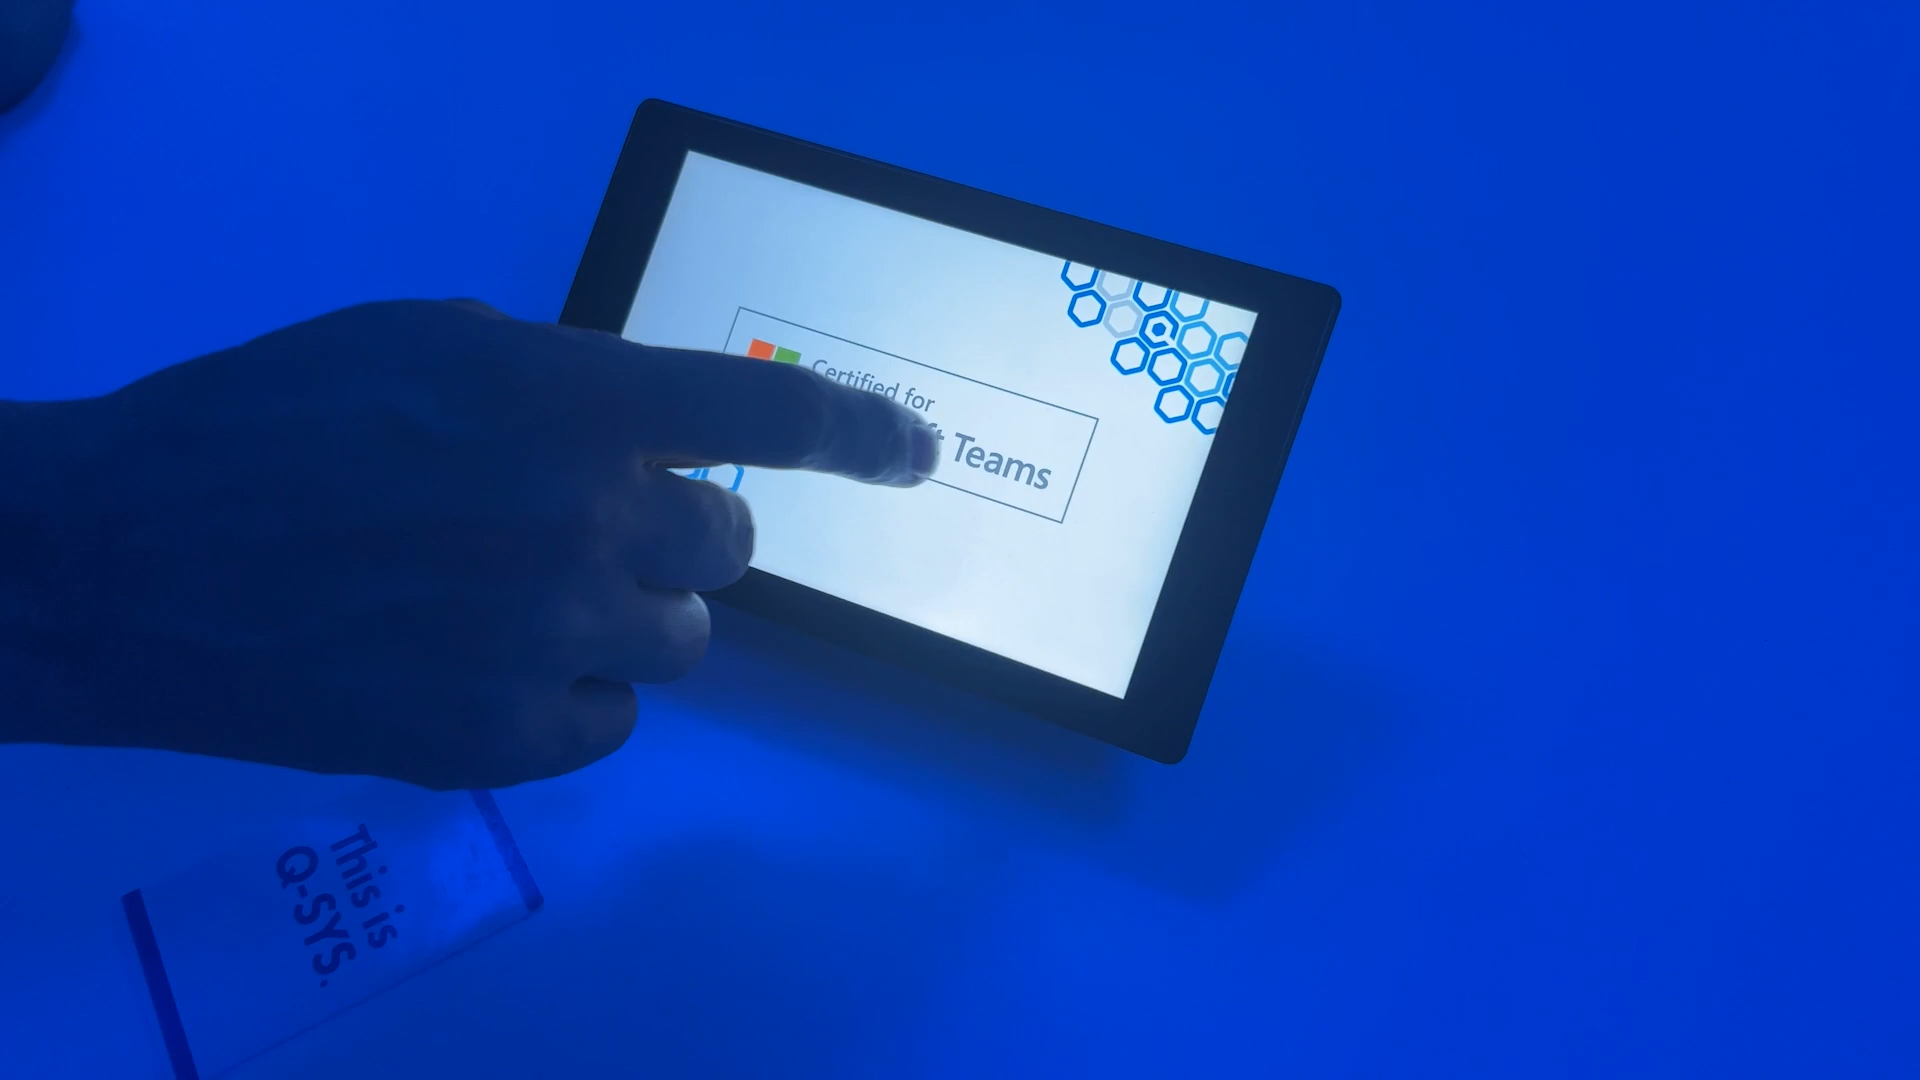 Certified for
Teams
This is
Q-SYS.